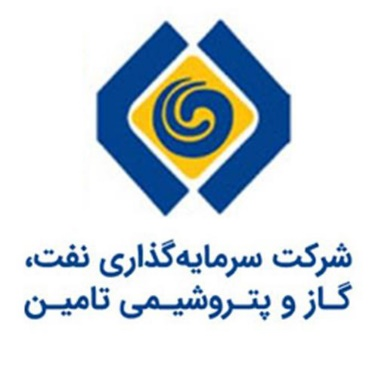 شرکت سرمایه‌گذاری نفت،
گاز و پتروشیمی تامین